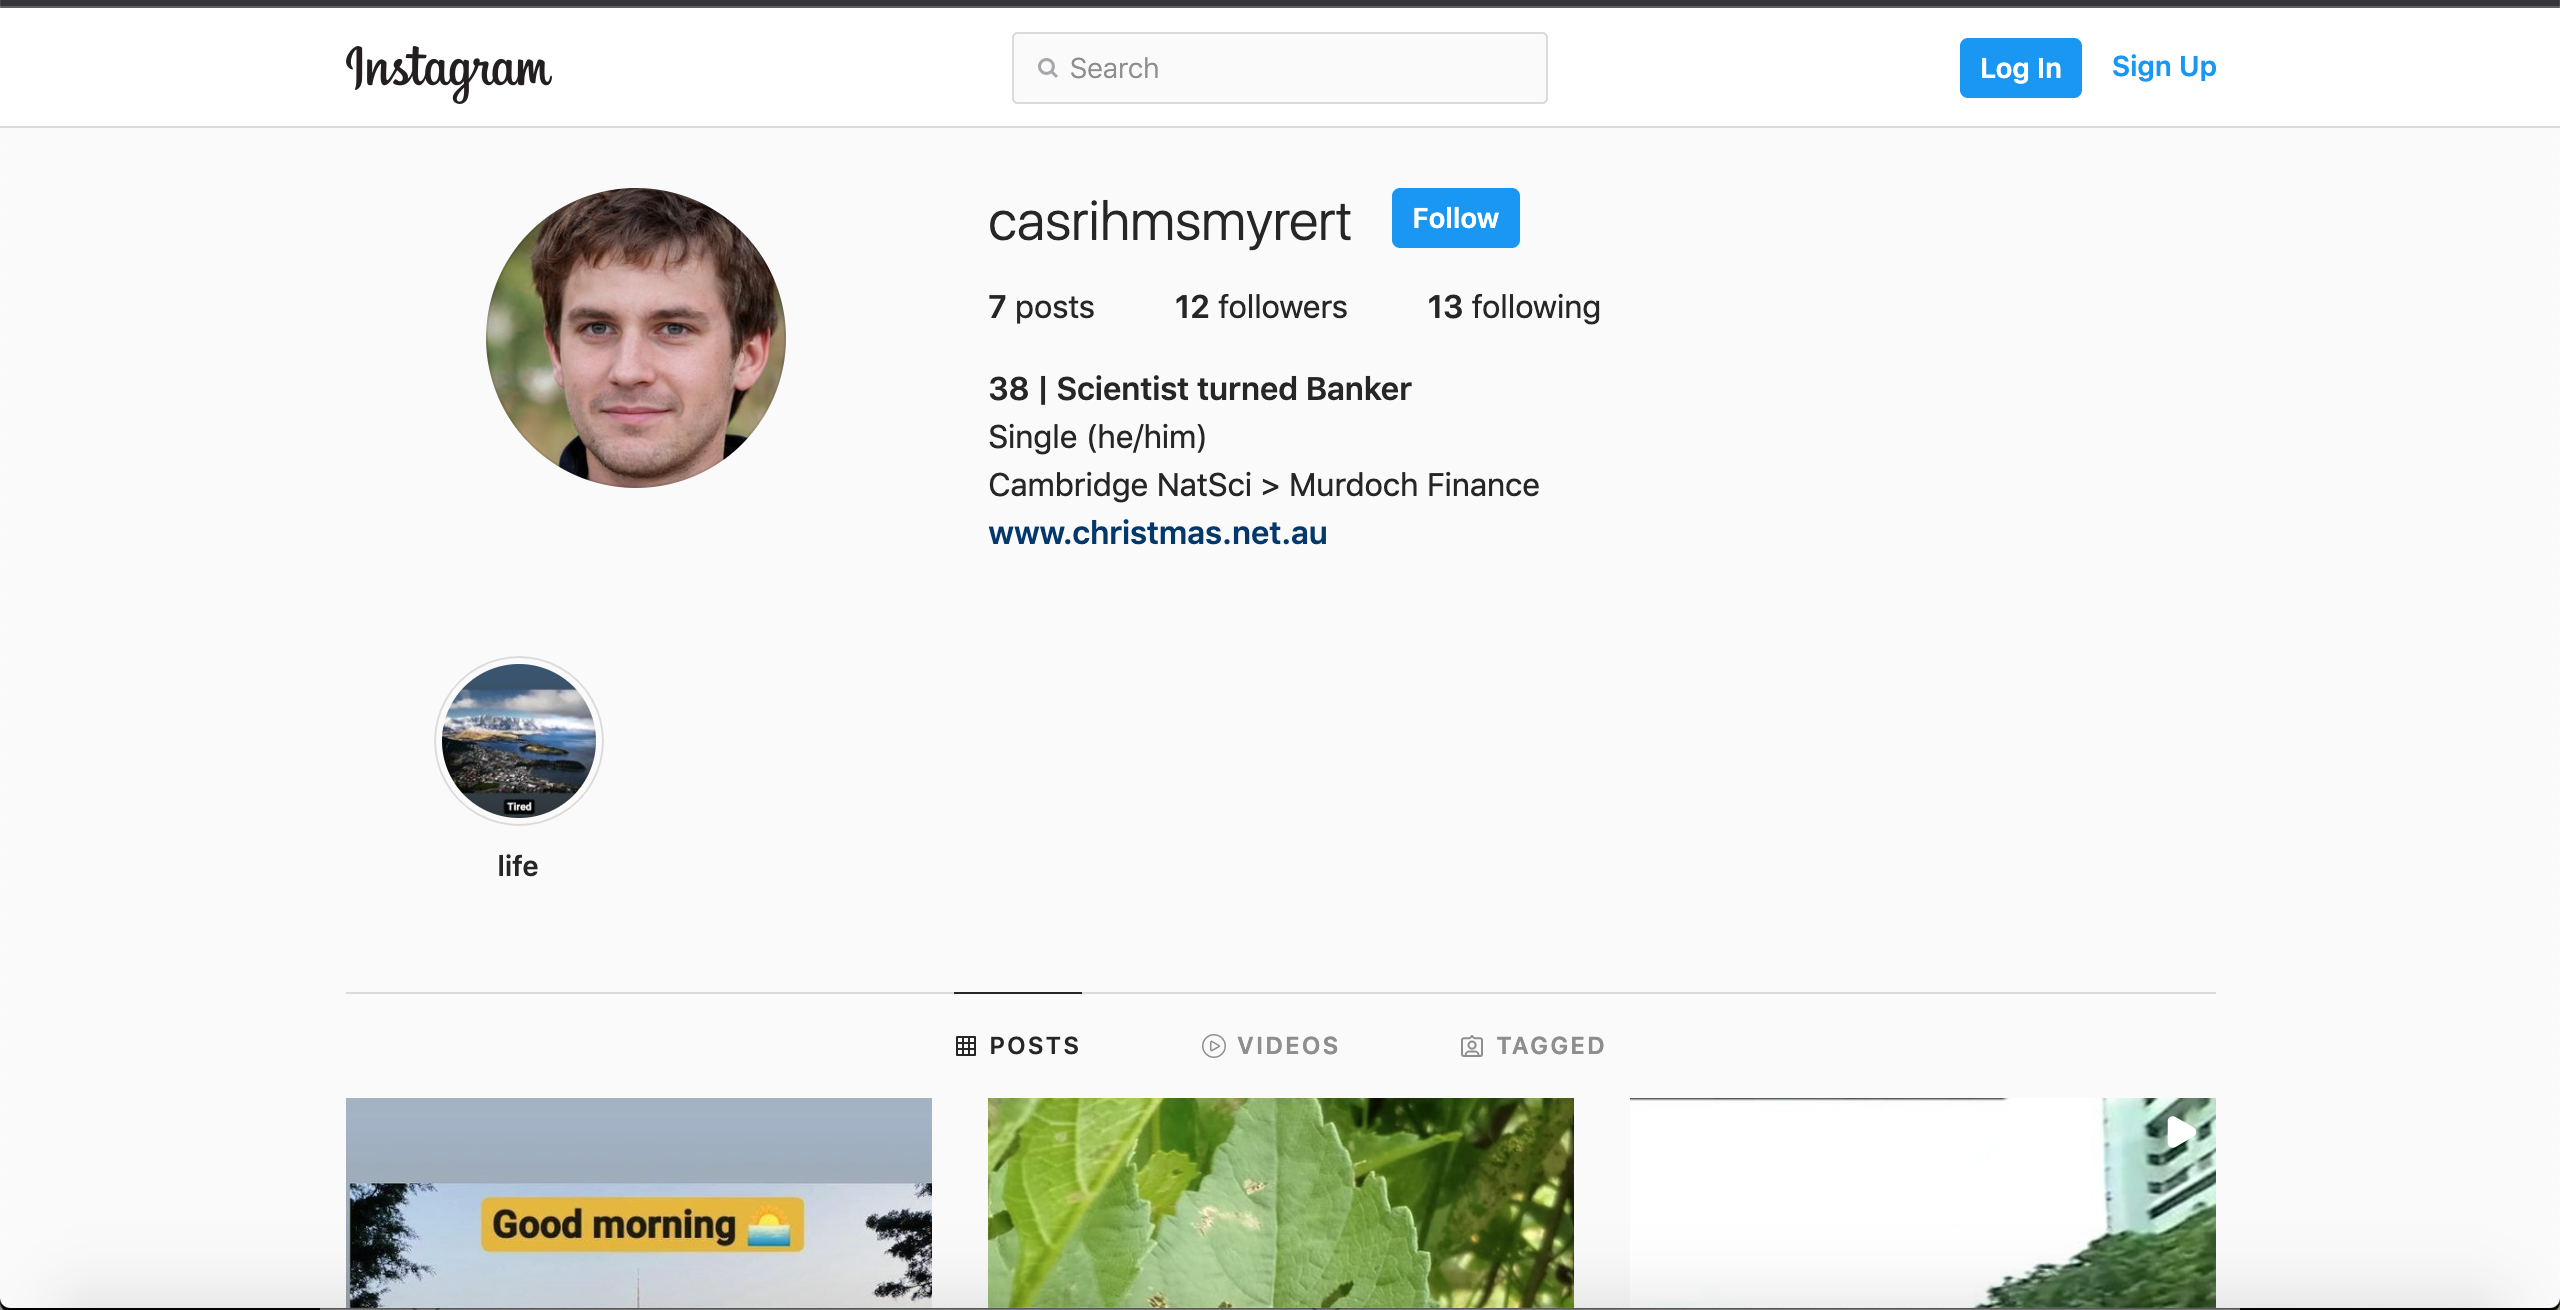 Instagram
Search
Log In
Sign Up
casrihmsmyrert
Follow
7 posts
12 followers
13 following
38 | Scientist turned Banker
Single (he/him)
Cambridge NatSci > Murdoch Finance
www.christmas.net.au
Tired
life
POSTS
VIDEOS
TAGGED
Good morning 🌅